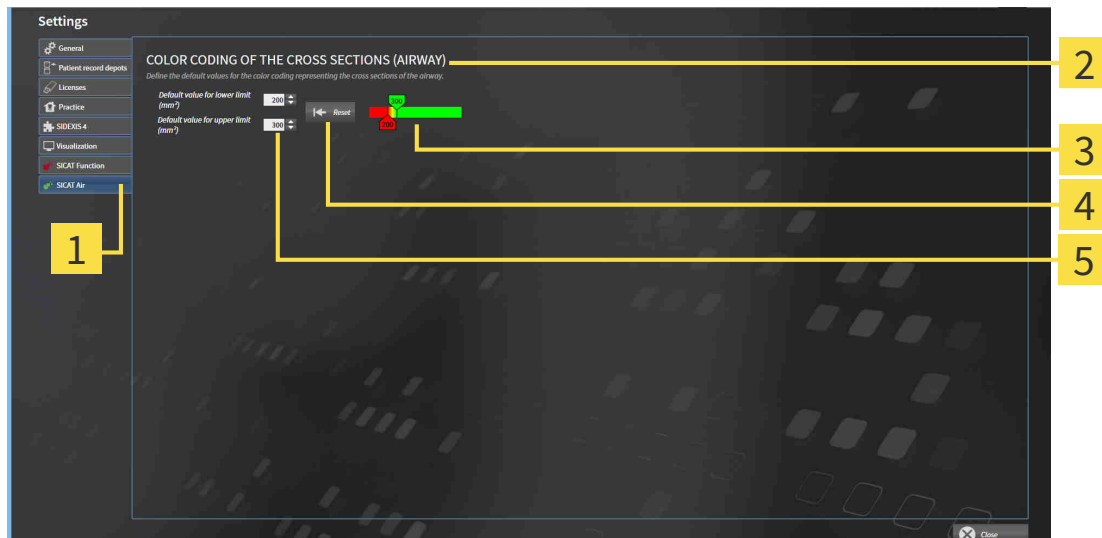 Settings
General
Patient record depots
Licenses
Practice
SIDEXIS 4
Visualization
SICAT Function
SICAT Air
COLOR CODING OF THE CROSS SECTIONS (AIRWAY)
Define the default values for the color coding representing the cross sections of the airway.
Default value for lower limit
(mm²)
200
Default value for upper limit
(mm²)
300
Reset
300
200
1
2
3
4
5
Close